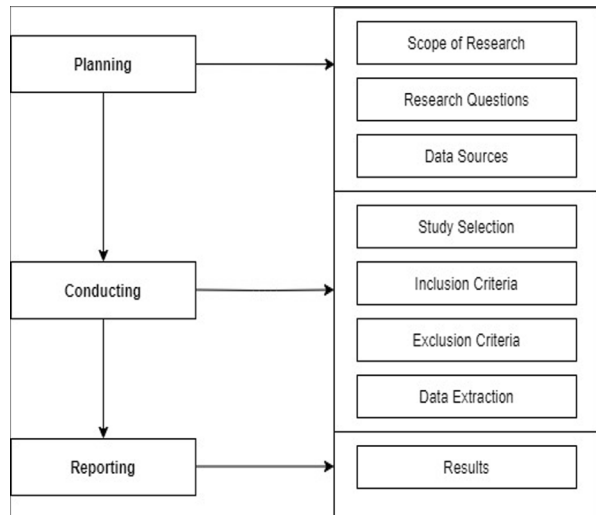 Planning
Scope of Research
Research Questions
Data Sources
Conducting
Study Selection
Inclusion Criteria
Exclusion Criteria
Data Extraction
Reporting
Results